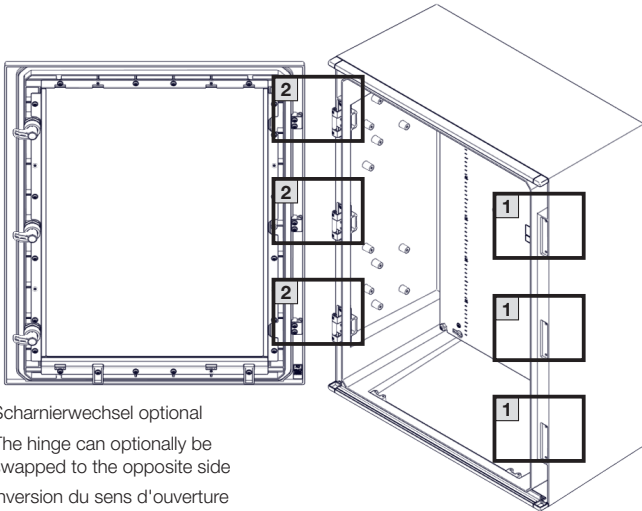 2
2
2
1
1
1
Scharnierwechsel optional
The hinge can optionally be
swapped to the opposite side
Inversion du sens d'ouverture